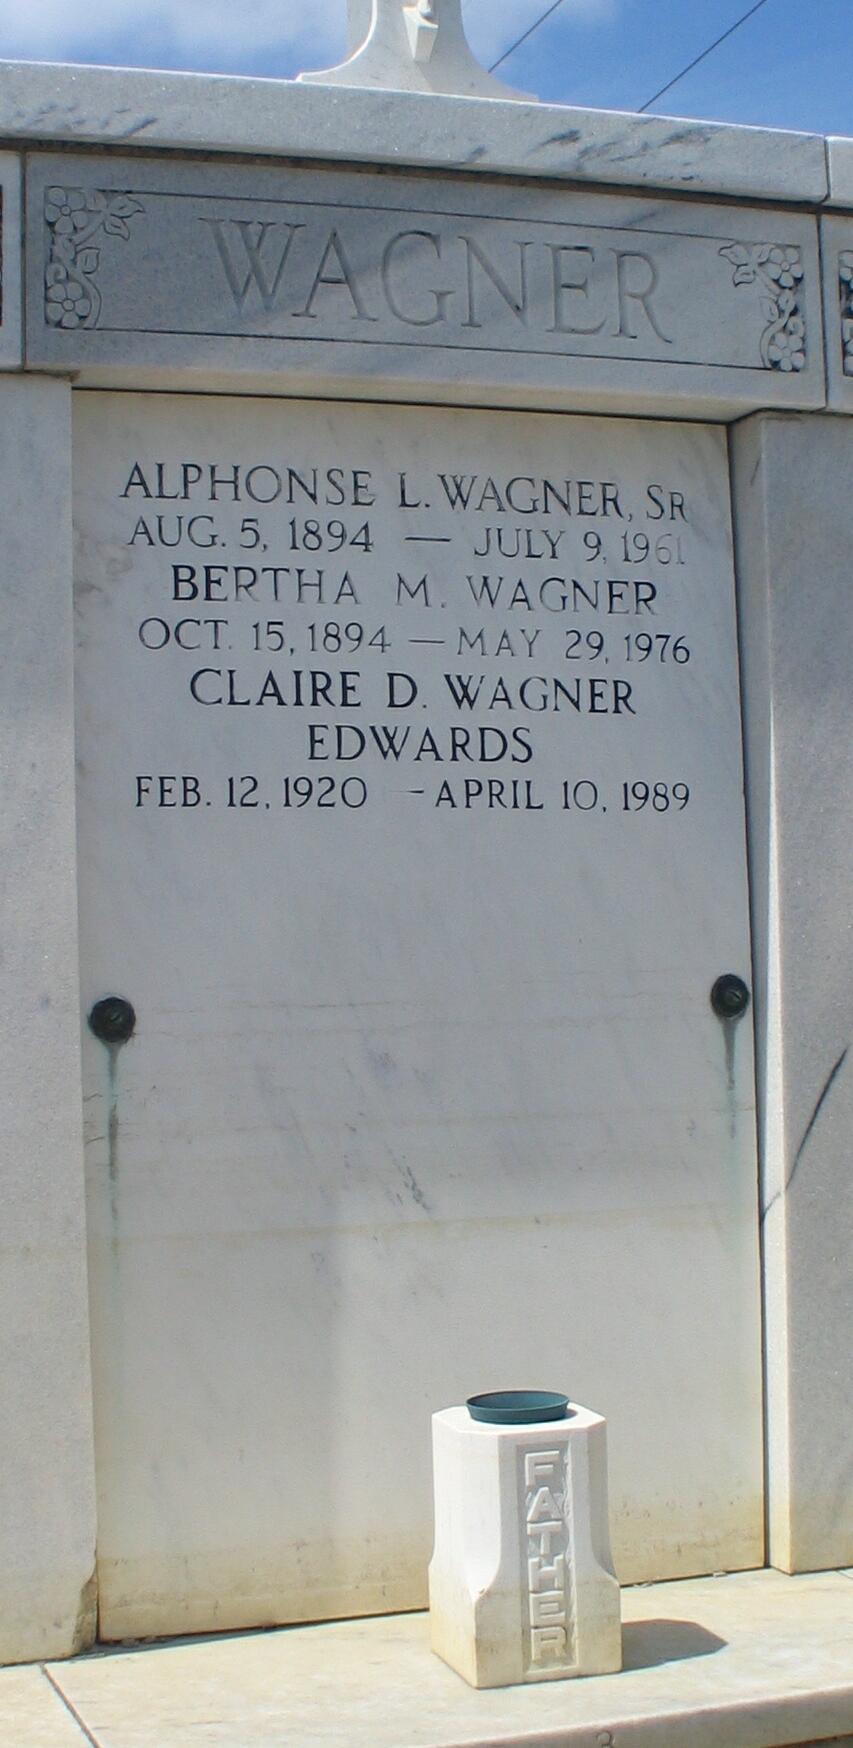 WAGNER
ALPHONSE L. WAGNER, SR
AUG. 5, 1894 — JULY 9, 1961
BERTHA M. WAGNER
OCT. 15, 1894 — MAY 29, 1976
CLAIRE D. WAGNER
EDWARDS
FEB. 12, 1920 – APRIL 10, 1989
FATHER
3